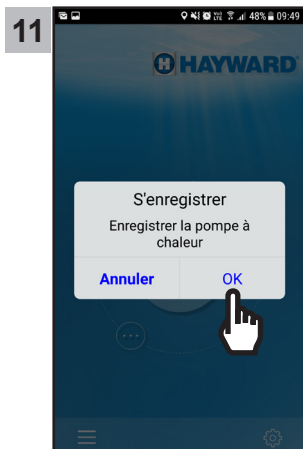 11
48% 09:49
HAYWARD
S'enregistrer
Enregistrer la pompe à
chaleur
Annuler
OK